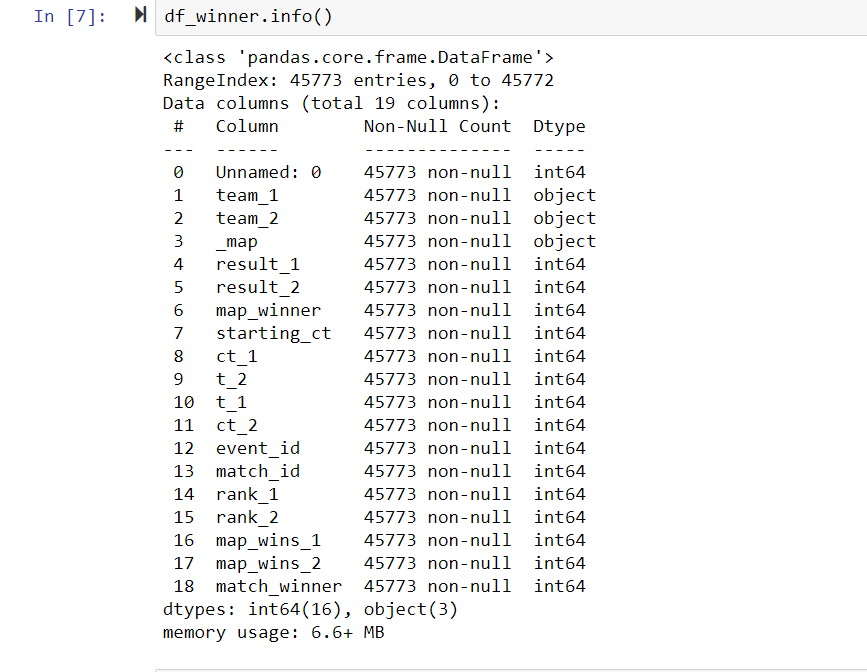 In [7]: df_winner.info()
<class 'pandas.core.frame.DataFrame'>
RangeIndex: 45773 entries, 0 to 45772
Data columns (total 19 columns):
 #   Column        Non-Null Count  Dtype
---  ------        --------------  -----
 0   Unnamed: 0    45773 non-null  int64
 1   team_1        45773 non-null  object
 2   team_2        45773 non-null  object
 3   _map          45773 non-null  object
 4   result_1      45773 non-null  int64
 5   result_2      45773 non-null  int64
 6   map_winner    45773 non-null  int64
 7   starting_ct   45773 non-null  int64
 8   ct_1          45773 non-null  int64
 9   t_2           45773 non-null  int64
 10  t_1           45773 non-null  int64
 11  ct_2          45773 non-null  int64
 12  event_id      45773 non-null  int64
 13  match_id      45773 non-null  int64
 14  rank_1        45773 non-null  int64
 15  rank_2        45773 non-null  int64
 16  map_wins_1    45773 non-null  int64
 17  map_wins_2    45773 non-null  int64
 18  match_winner  45773 non-null  int64
dtypes: int64(16), object(3)
memory usage: 6.6+ MB